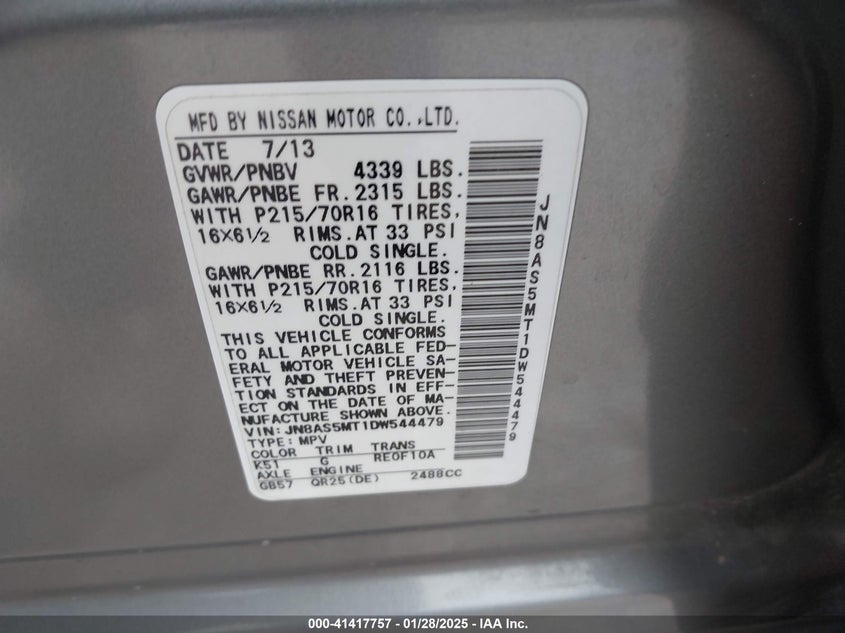 MFD BY NISSAN MOTOR CO.,LTD.
DATE 7/13
GVWR/PNBV 4339 LBS.
GAWR/PNBE FR. 2315 LBS.
WITH P215/70R16 TIRES,
16X6½ RIMS. AT 33 PSI
COLD SINGLE.
GAWR/PNBE RR. 2116 LBS.
WITH P215/70R16 TIRES,
16X6½ RIMS. AT 33 PSI
COLD SINGLE.
THIS VEHICLE CONFORMS
TO ALL APPLICABLE FED-
ERAL MOTOR VEHICLE SA-
FETY AND THEFT PREVEN-
TION STANDARDS IN EFF-
ECT ON THE DATE OF MA-
NUFACTURE SHOWN ABOVE.
VIN: JN8AS5MT1DW544479
TYPE: MPV
COLOR TRIM TRANS
K51 G RE0F10A
AXLE ENGINE
GB57 QR25(DE) 2488CC
JN8AS5MT1DW544479
000-41417757 — 01/28/2025 — IAA Inc.